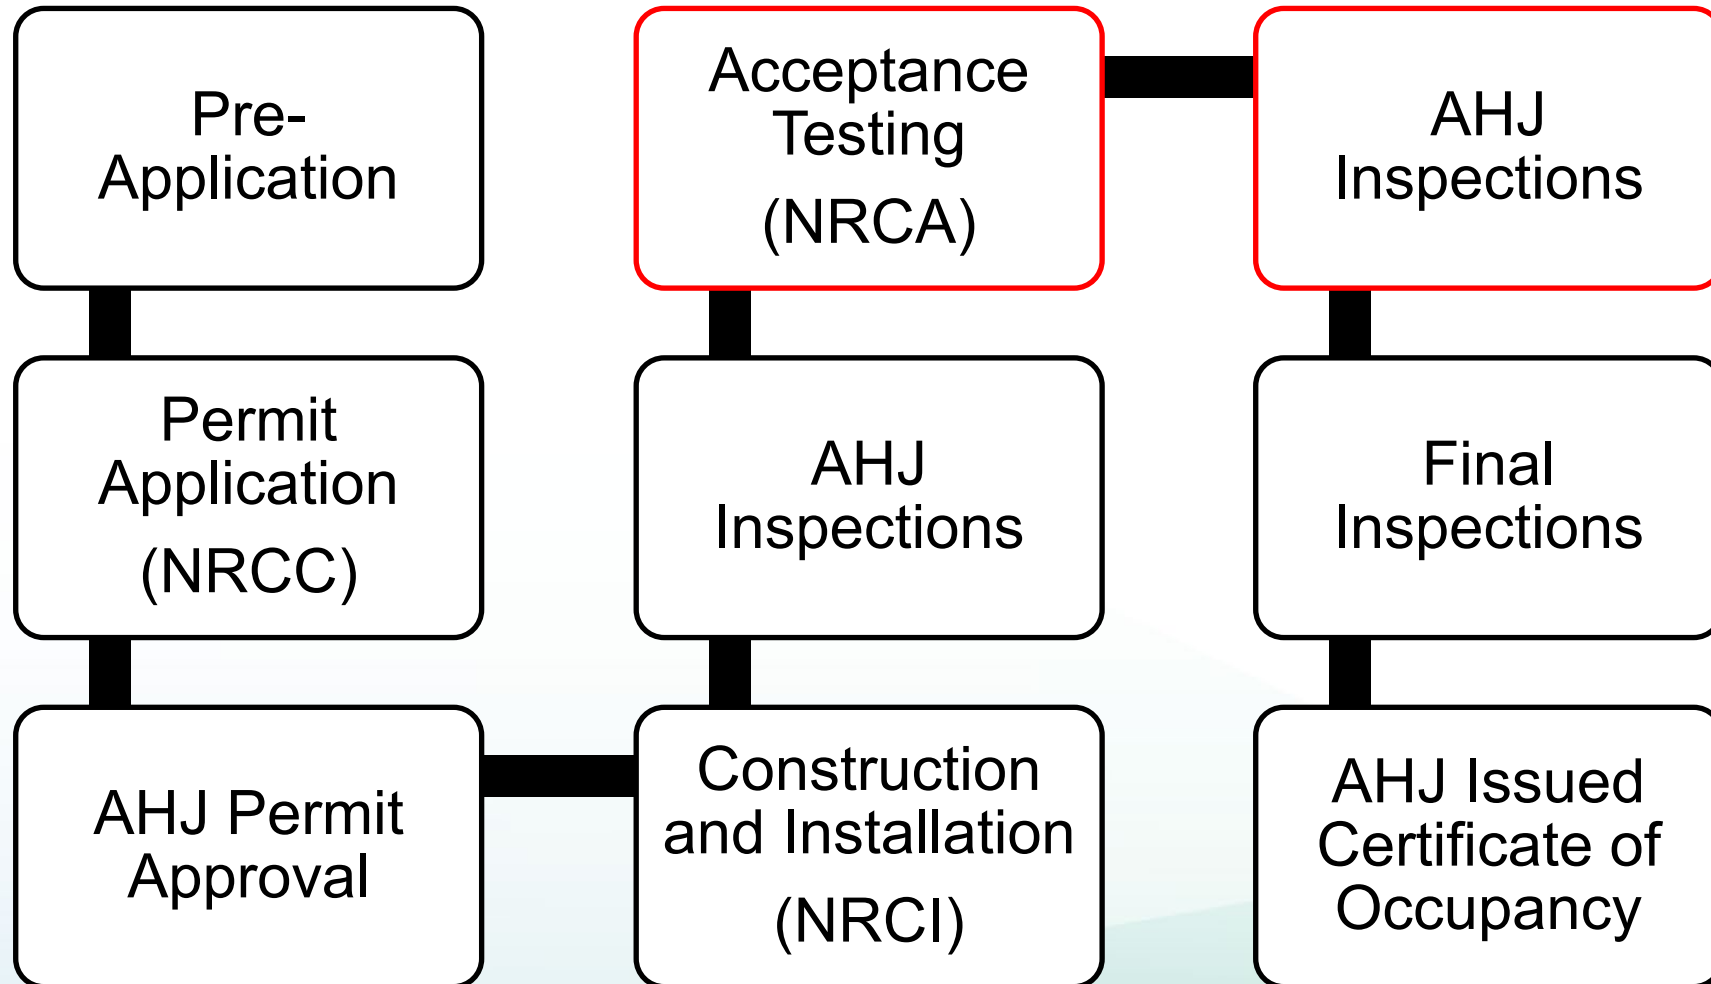 Pre-
Application
Permit
Application
(NRCC)
AHJ Permit
Approval
Construction
and Installation
(NRCI)
AHJ
Inspections
Acceptance
Testing
(NRCA)
AHJ
Inspections
Final
Inspections
AHJ Issued
Certificate of
Occupancy